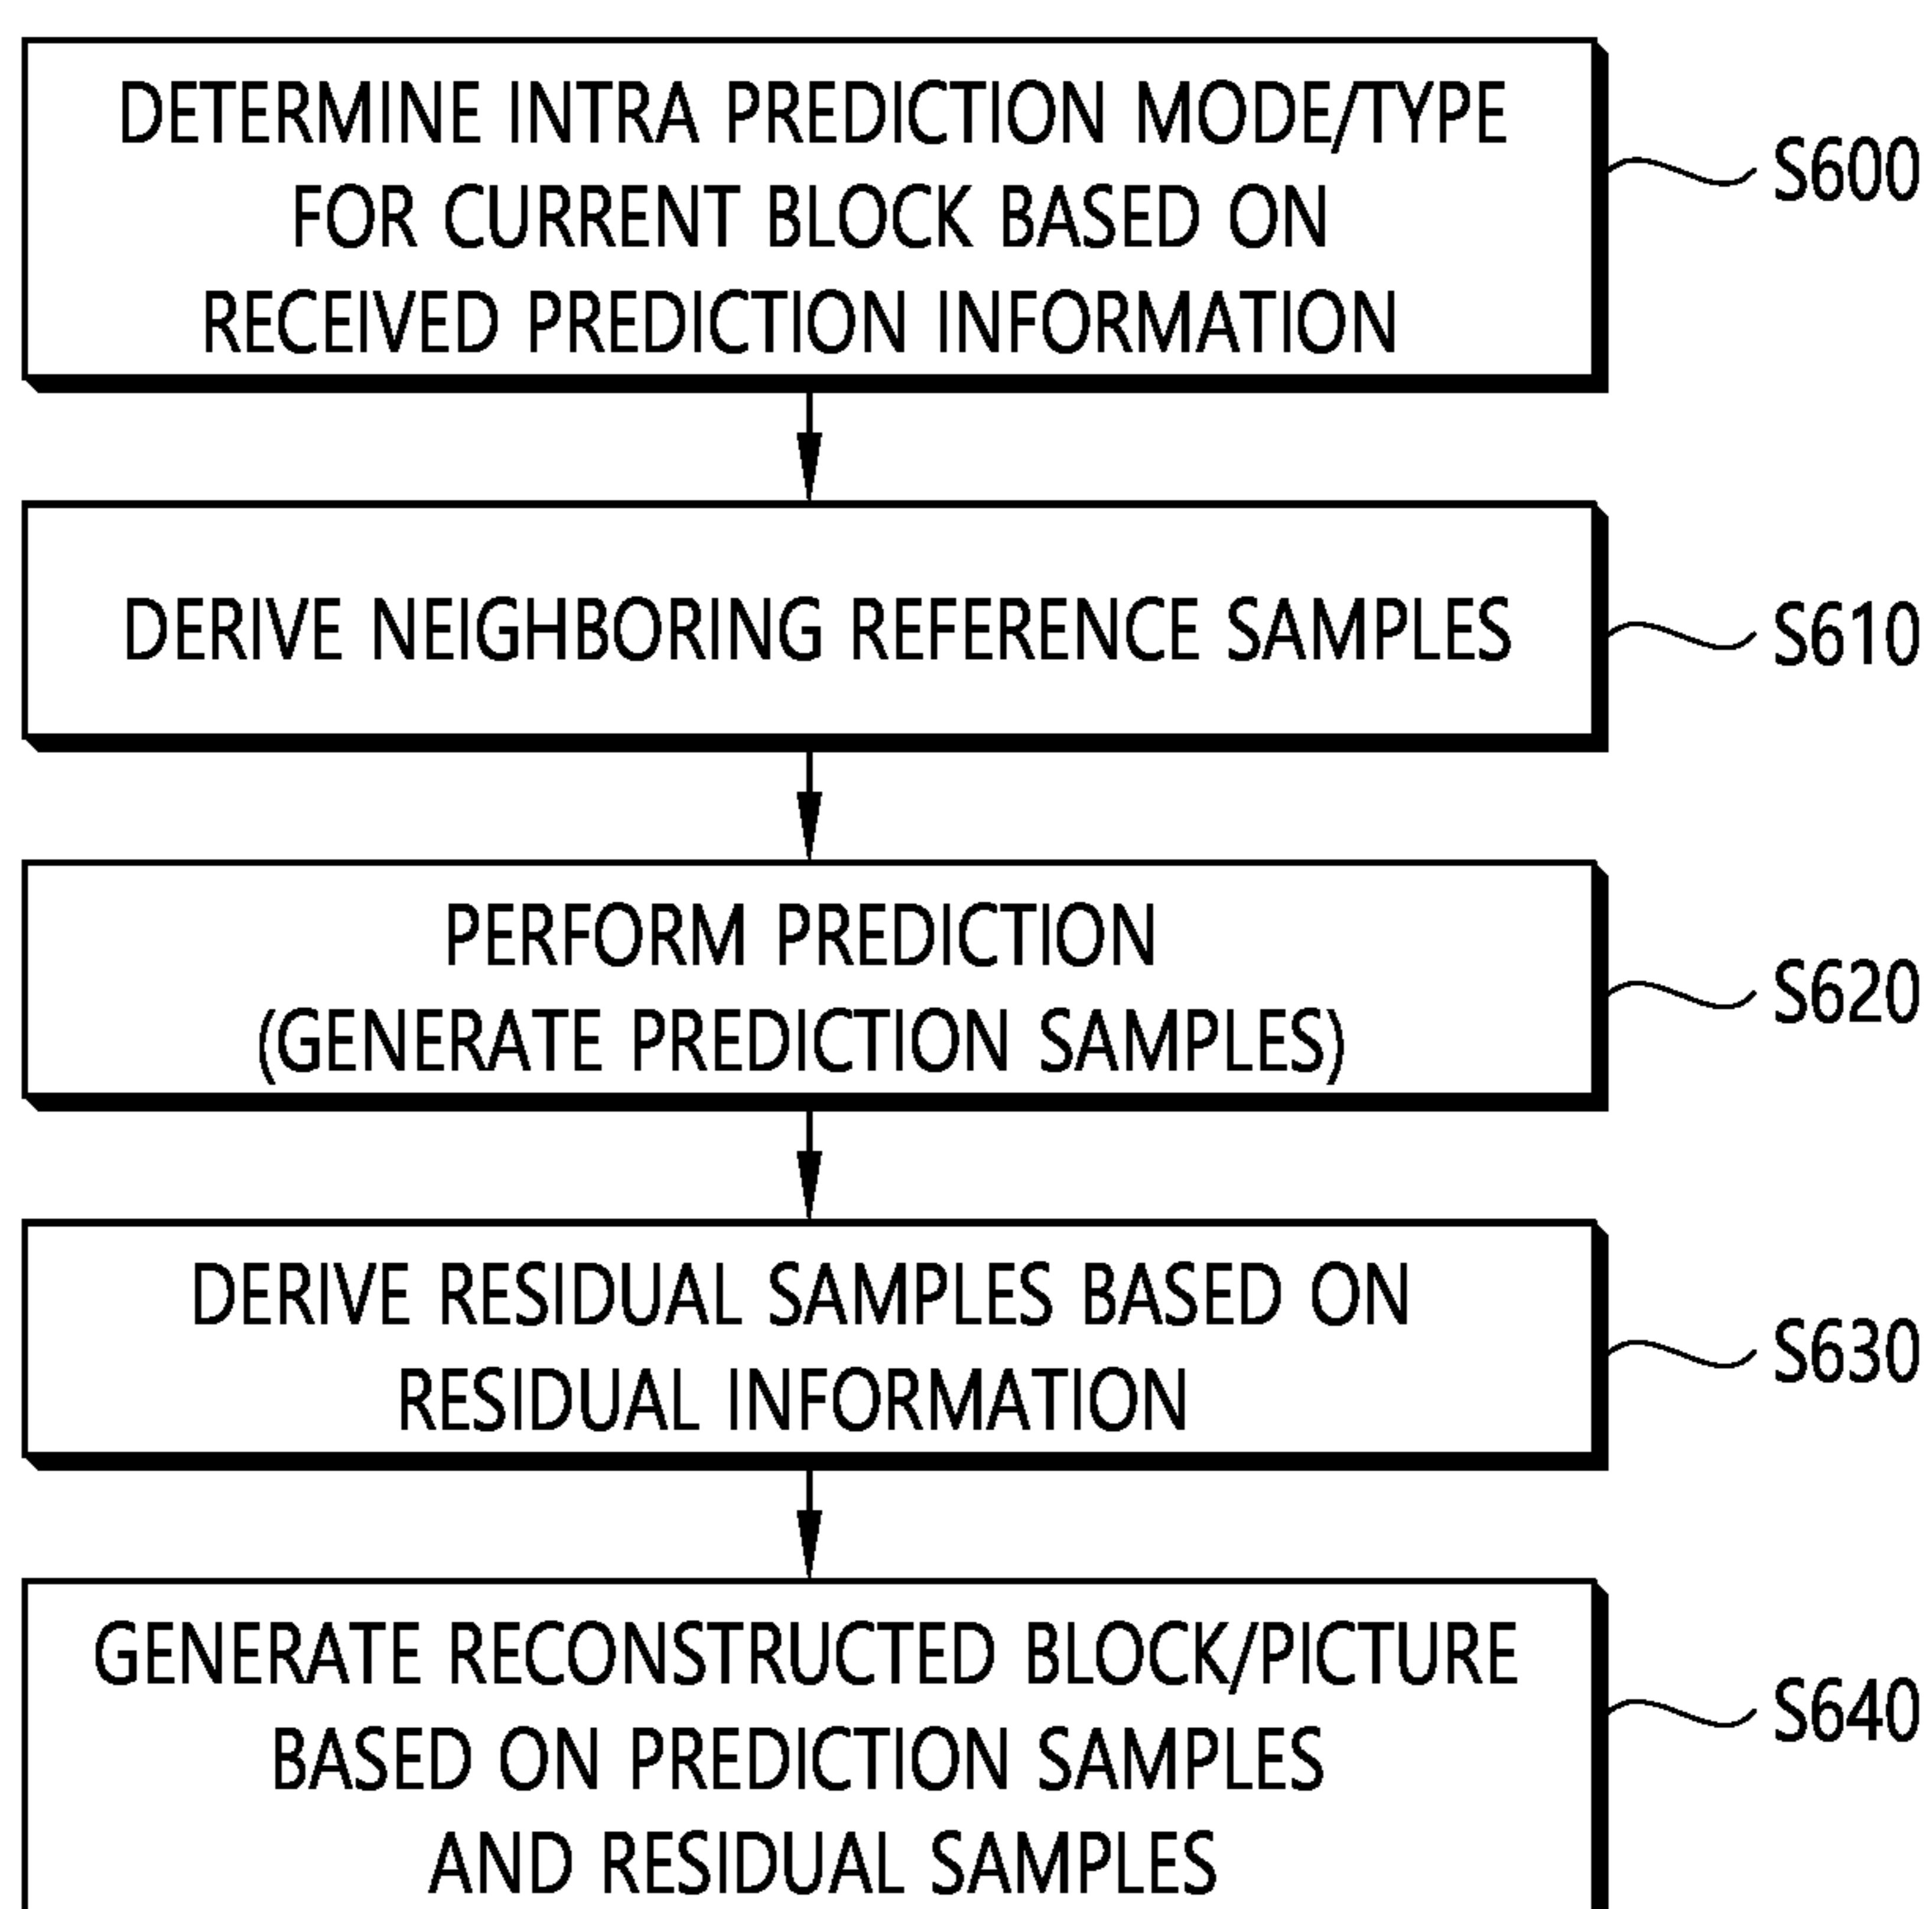 DETERMINE INTRA PREDICTION MODE/TYPE
FOR CURRENT BLOCK BASED ON
RECEIVED PREDICTION INFORMATION
S600
DERIVE NEIGHBORING REFERENCE SAMPLES
S610
PERFORM PREDICTION
(GENERATE PREDICTION SAMPLES)
S620
DERIVE RESIDUAL SAMPLES BASED ON
RESIDUAL INFORMATION
S630
GENERATE RECONSTRUCTED BLOCK/PICTURE
BASED ON PREDICTION SAMPLES
AND RESIDUAL SAMPLES
S640